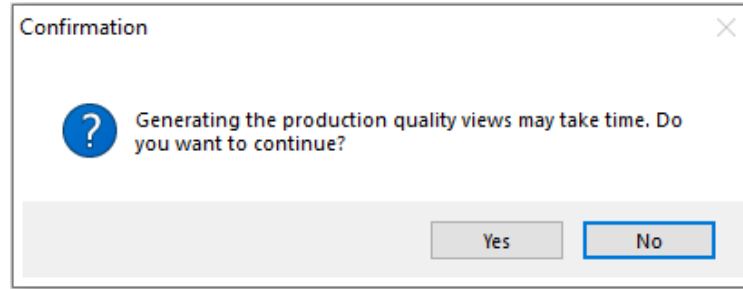 Confirmation
?
Generating the production quality views may take time. Do
you want to continue?
Yes
No